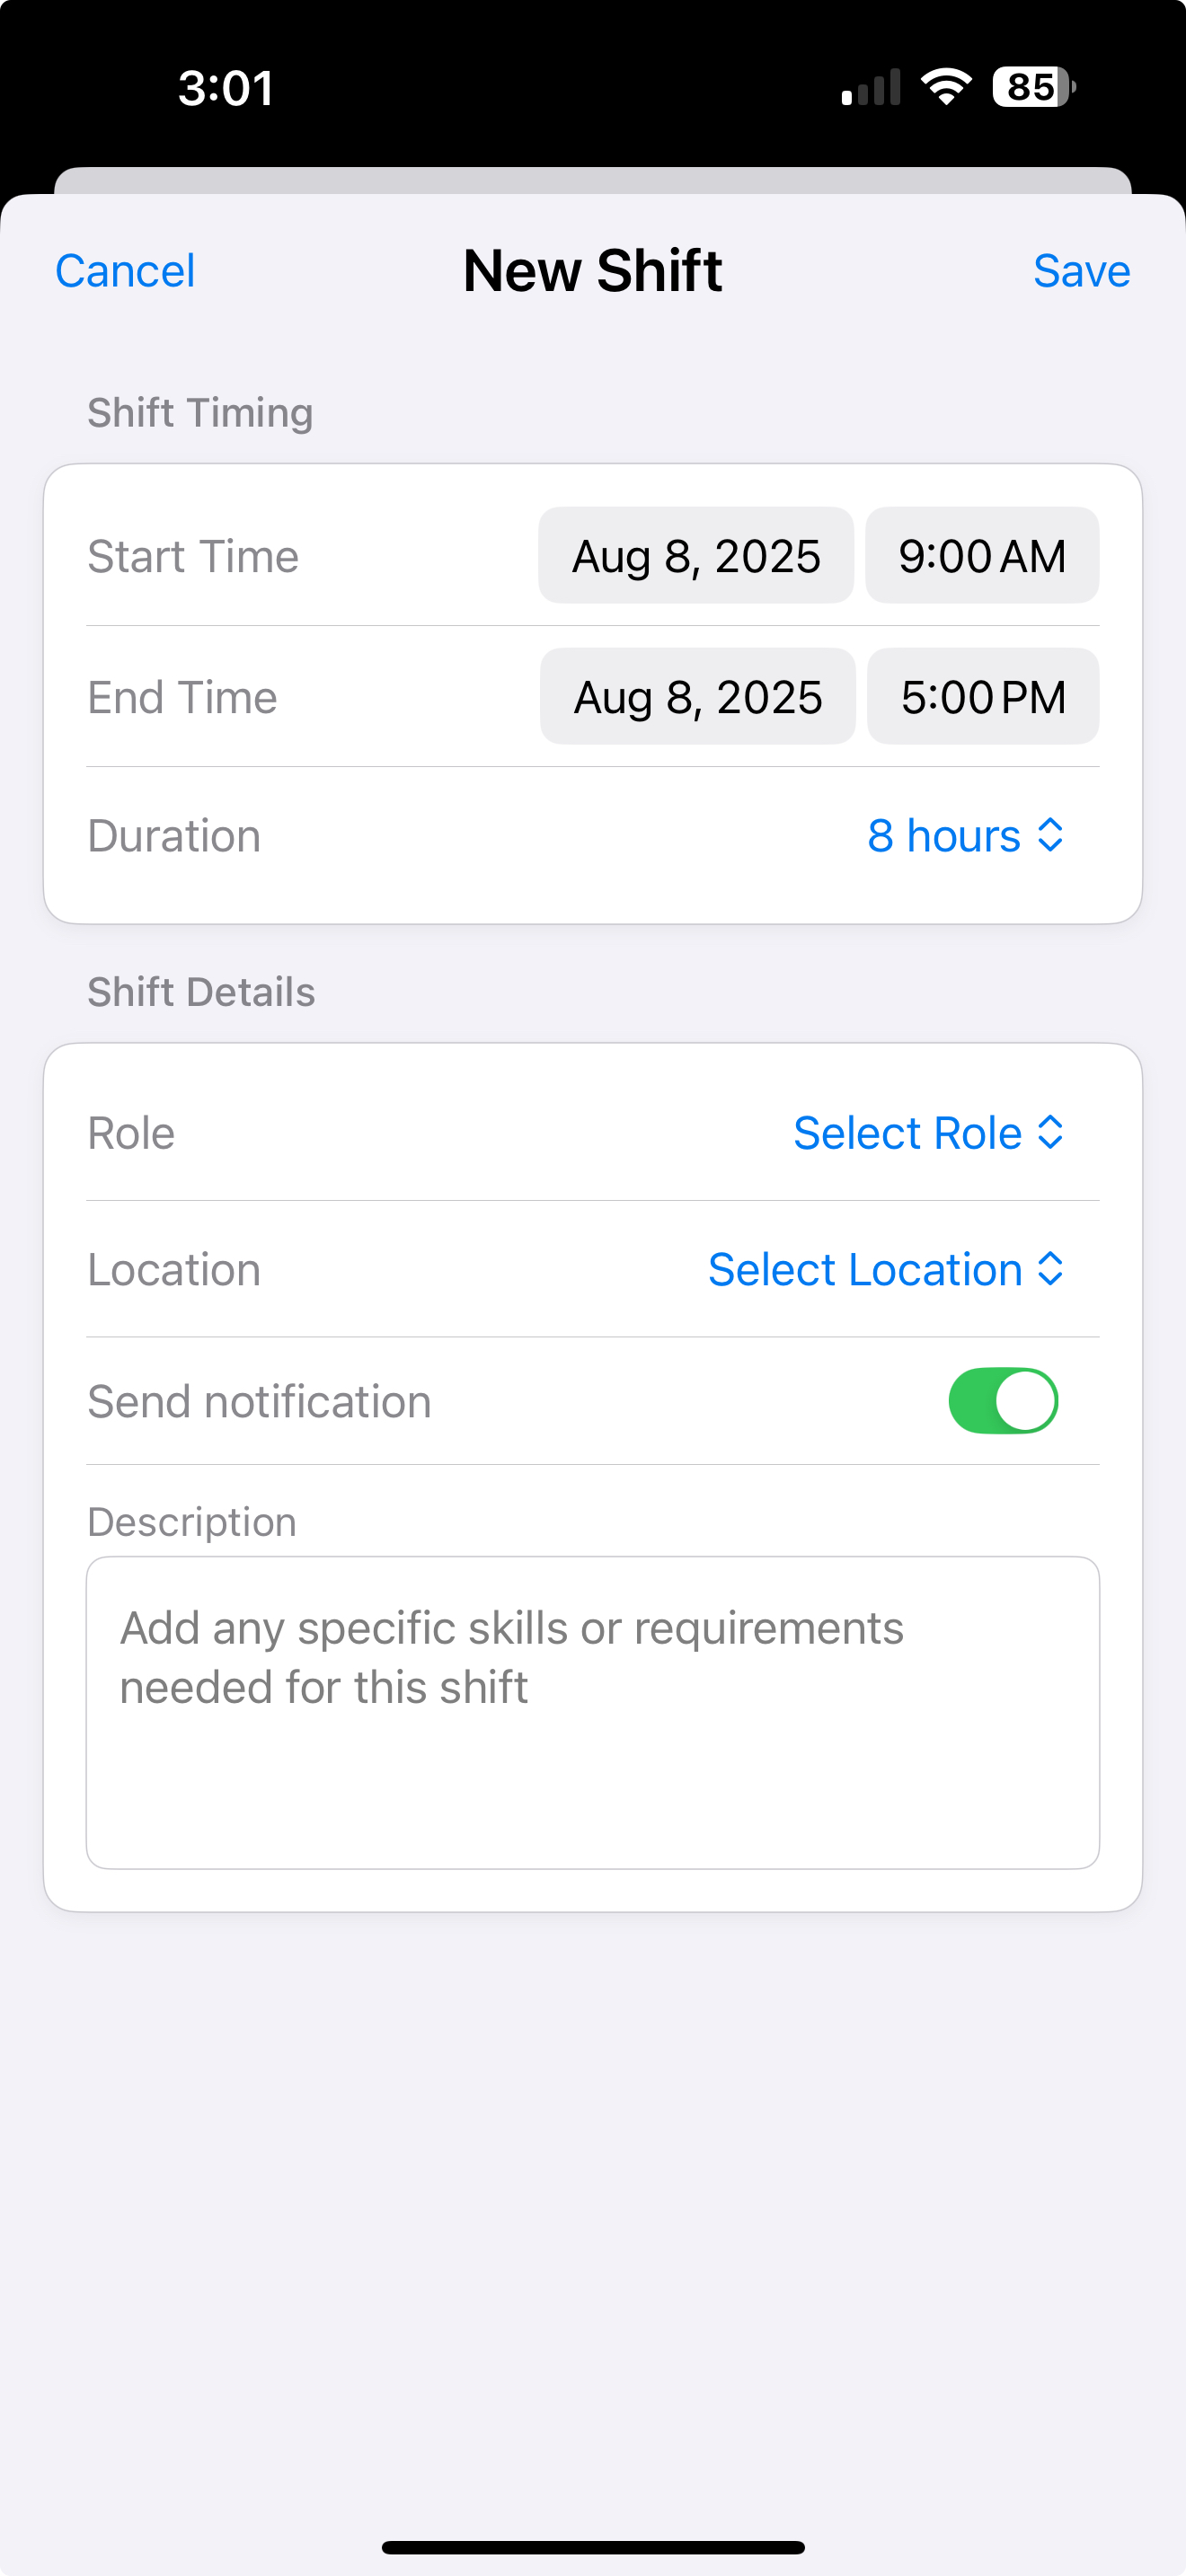 3:01
85
Cancel
New Shift
Save
Shift Timing
Start Time
Aug 8, 2025
9:00 AM
End Time
Aug 8, 2025
5:00 PM
Duration
8 hours
Shift Details
Role
Select Role
Location
Select Location
Send notification
Description
Add any specific skills or requirements
needed for this shift